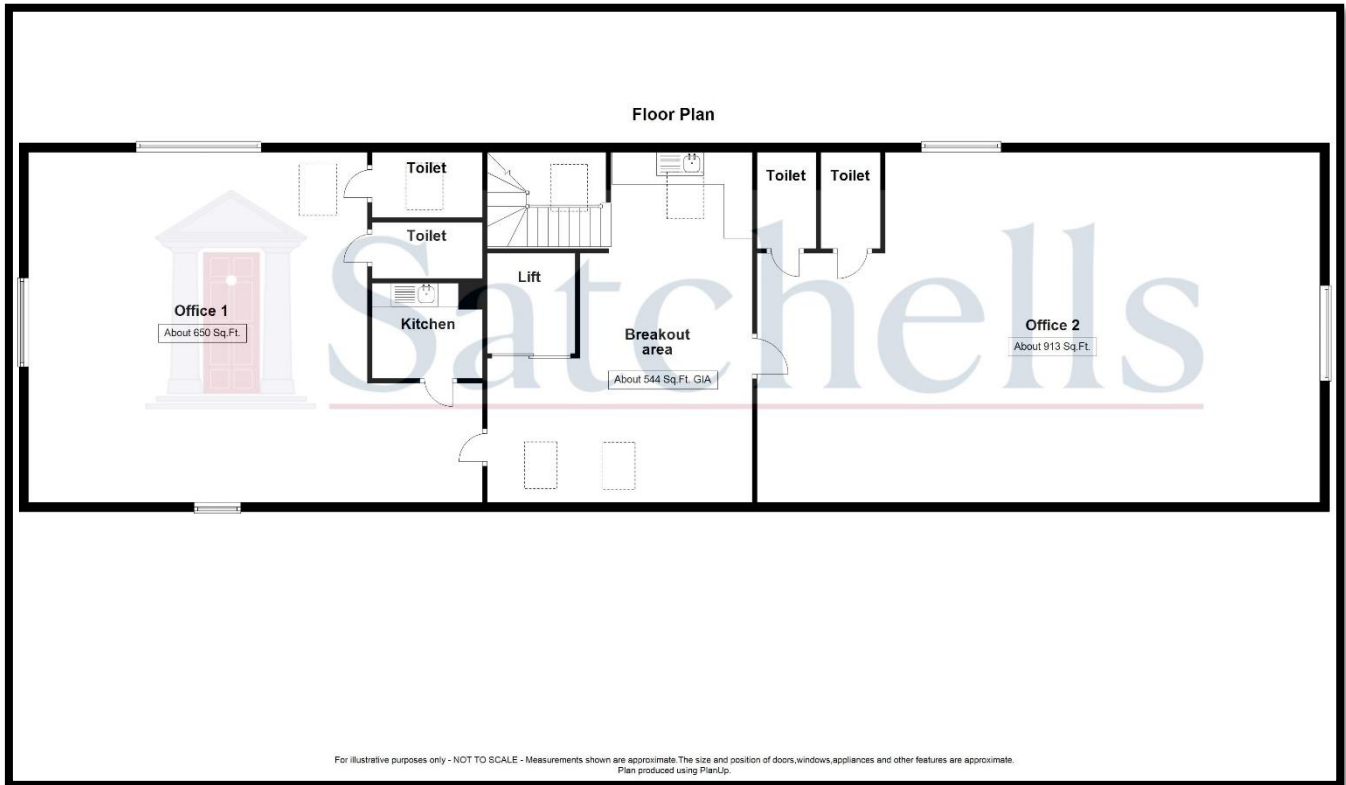 Floor Plan
Toilet
Toilet
Toilet
Toilet
Lift
Office 1
About 650 Sq.Ft.
Kitchen
Breakout
area
About 544 Sq.Ft. GIA
Office 2
About 913 Sq.Ft.
Satchells
For illustrative purposes only - NOT TO SCALE - Measurements shown are approximate.The size and position of doors,windows,appliances and other features are approximate.
Plan produced using PlanUp.